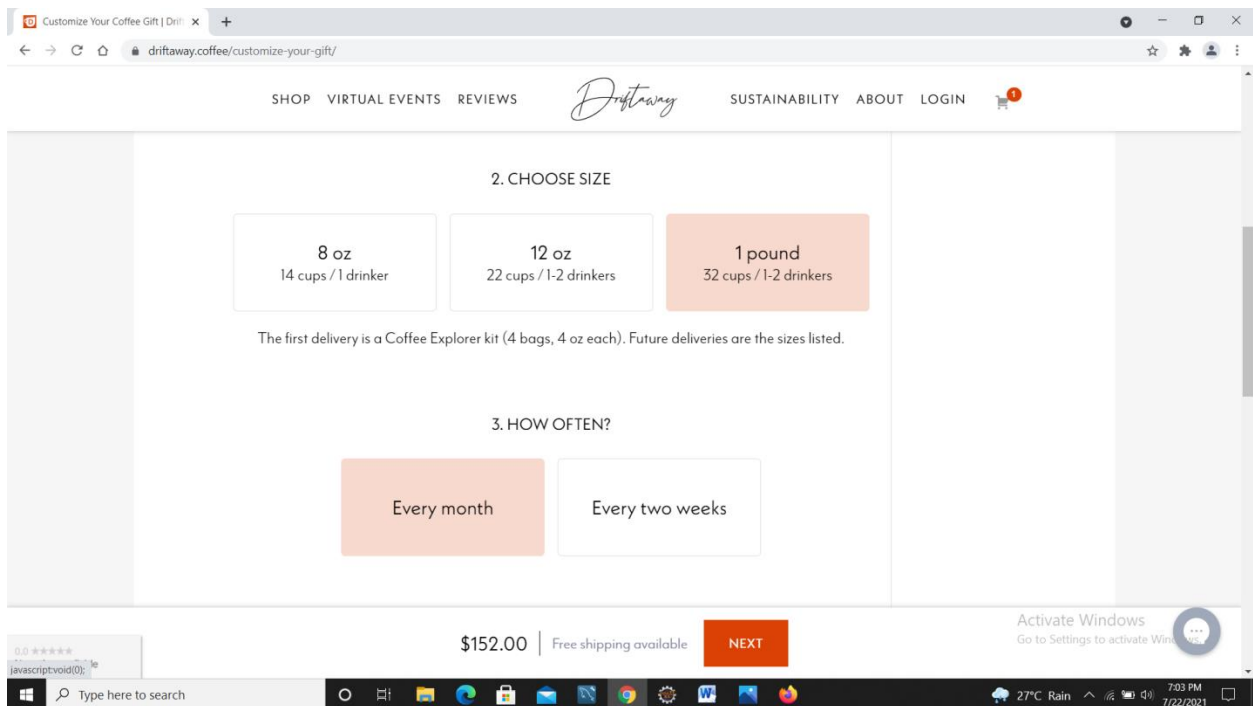 Customize Your Coffee Gift | Drift
driftaway.coffee/customize-your-gift/
SHOP VIRTUAL EVENTS REVIEWS Driftaway SUSTAINABILITY ABOUT LOGIN 1
2. CHOOSE SIZE
8 oz 12 oz 1 pound
14 cups / 1 drinker 22 cups / 1-2 drinkers 32 cups / 1-2 drinkers
The first delivery is a Coffee Explorer kit (4 bags, 4 oz each). Future deliveries are the sizes listed.
3. HOW OFTEN?
Every month Every two weeks
$152.00 Free shipping available NEXT
Activate Windows
Go to Settings to activate
0.0 ★★★★★
javascript:void(0);
Type here to search 27°C Rain 7:03 PM
7/22/2021